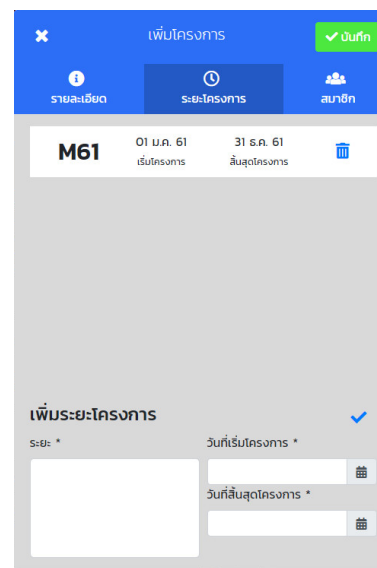 เพิ่มโครงการ
บันทึก
รายละเอียด
ระยะโครงการ
สมาชิก
M61
01 ม.ค. 61
31 ธ.ค. 61
เริ่มโครงการ
สิ้นสุดโครงการ
เพิ่มระยะโครงการ
ระยะ *
วันที่เริ่มโครงการ *
วันที่สิ้นสุดโครงการ *